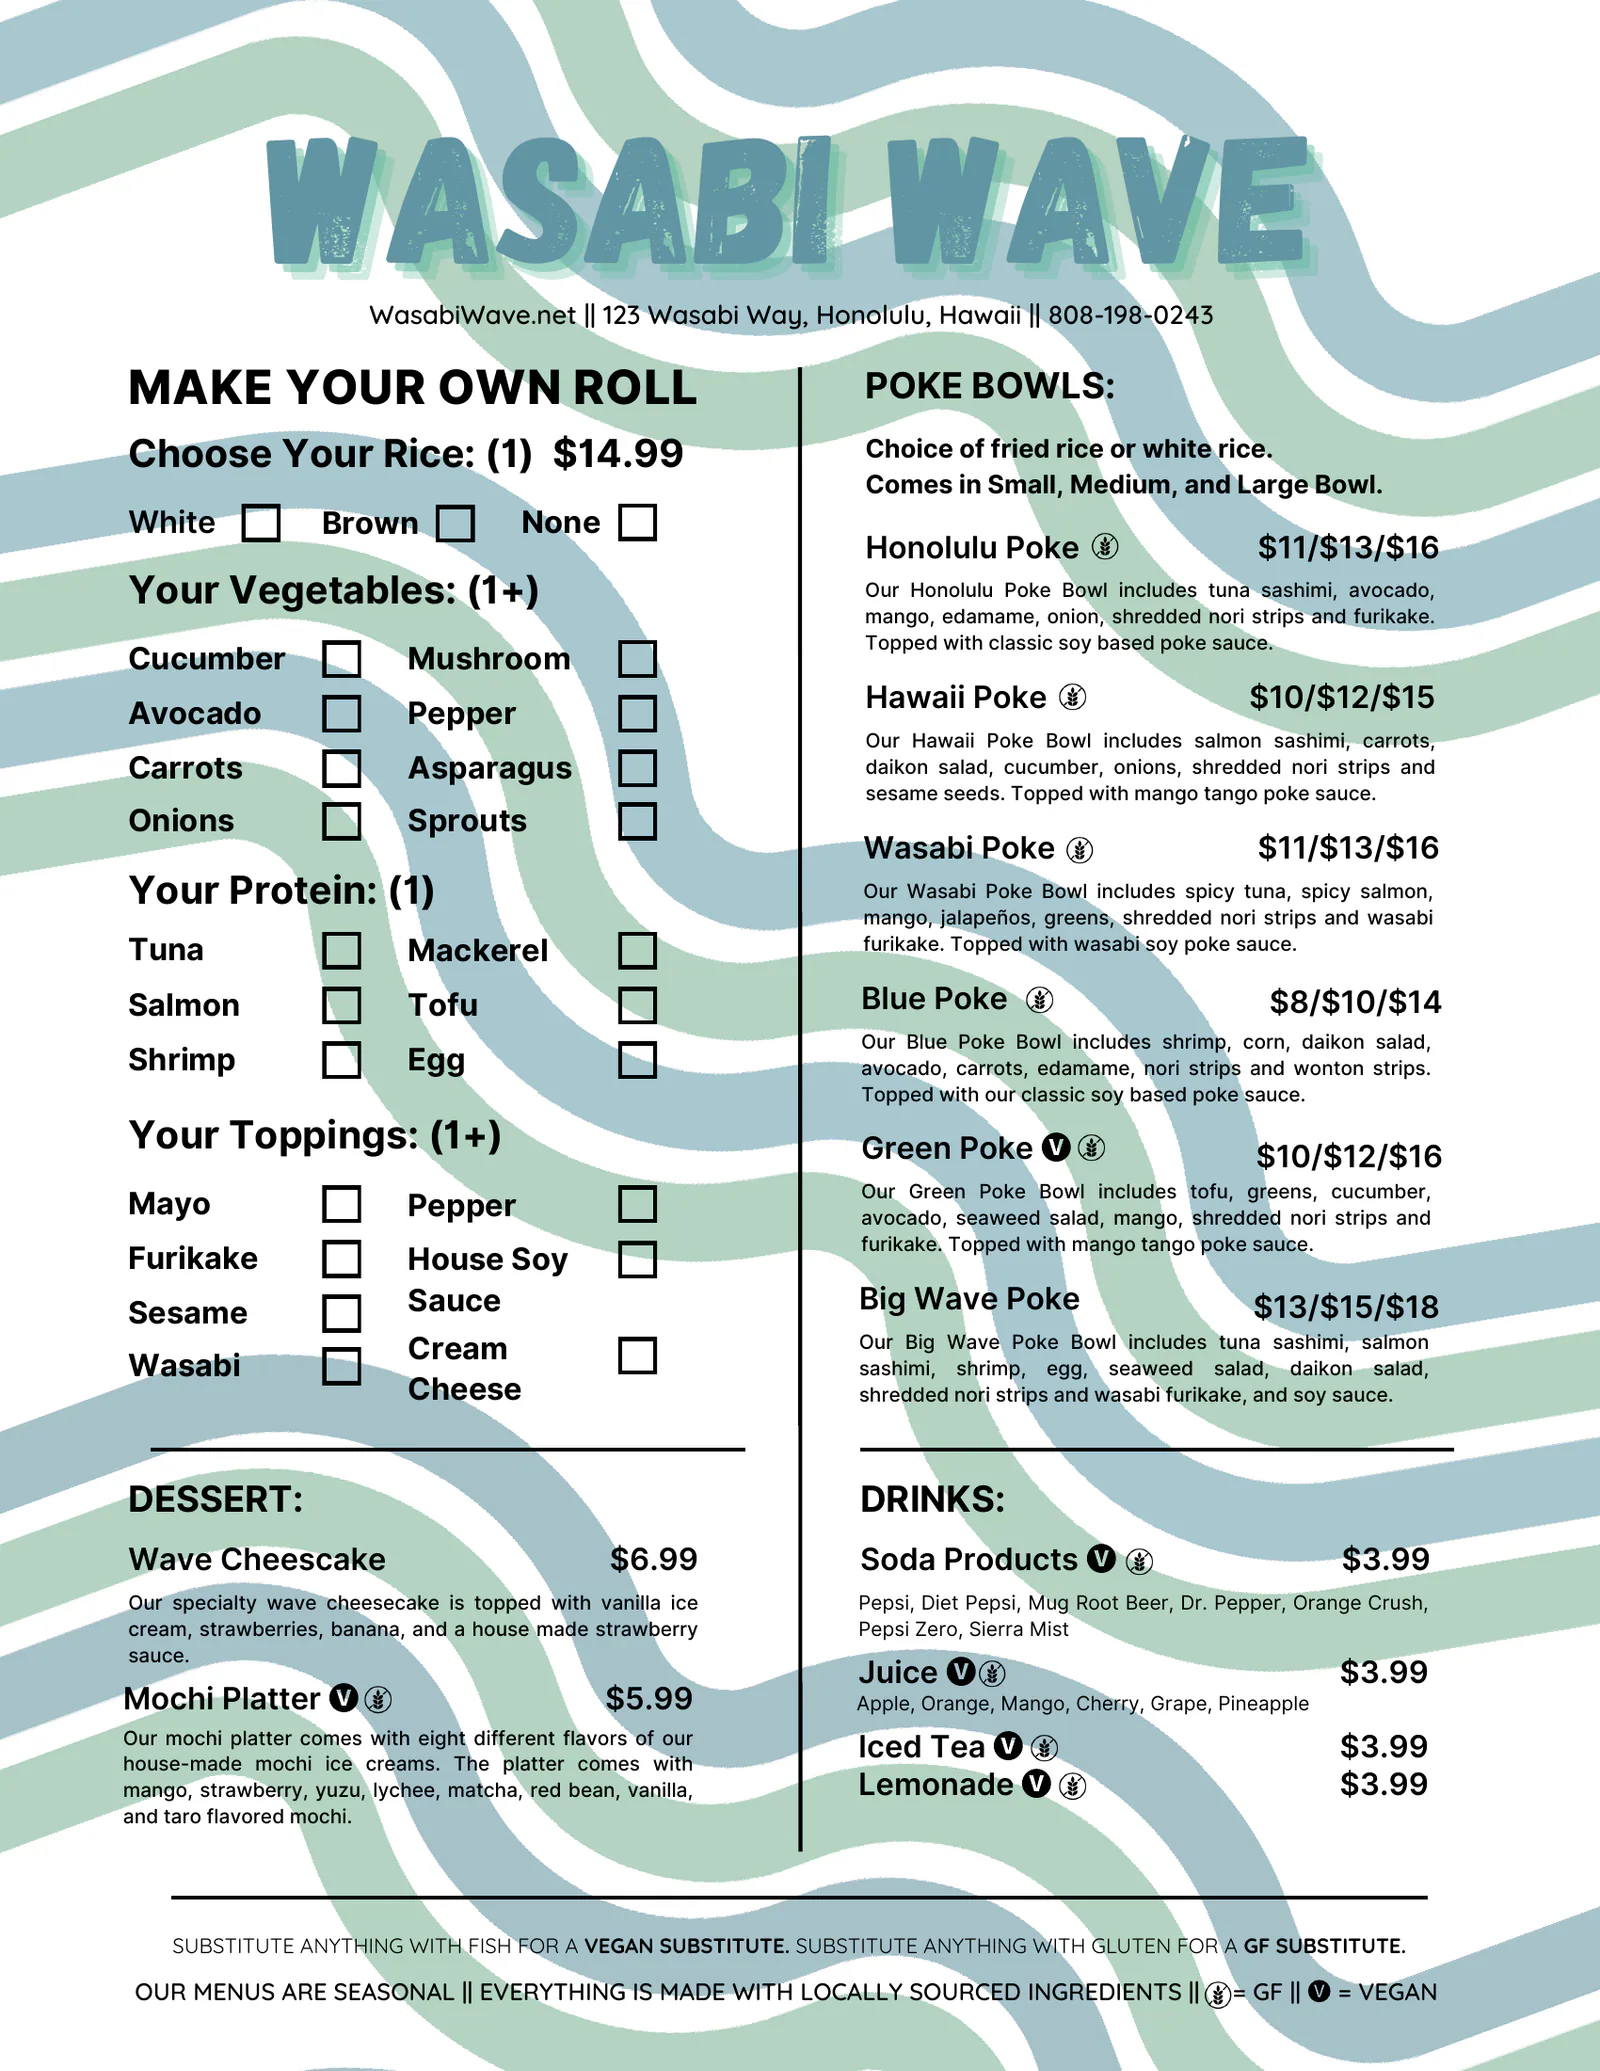 WASABI WAVE
WasabiWave.net || 123 Wasabi Way, Honolulu, Hawaii || 808-198-0243
MAKE YOUR OWN ROLL
Choose Your Rice: (1) $14.99
White Brown None
Your Vegetables: (1+)
Cucumber Mushroom
Avocado Pepper
Carrots Asparagus
Onions Sprouts
Your Protein: (1)
Tuna Mackerel
Salmon Tofu
Shrimp Egg
Your Toppings: (1+)
Mayo Pepper
Furikake House Soy
Sauce
Sesame
Cream
Wasabi
Cheese
DESSERT:
Wave Cheescake $6.99
Our specialty wave cheesecake is topped with vanilla ice
cream, strawberries, banana, and a house made strawberry
sauce.
Mochi Platter V $5.99
Our mochi platter comes with eight different flavors of our
house-made mochi ice creams. The platter comes with
mango, strawberry, yuzu, lychee, matcha, red bean, vanilla,
and taro flavored mochi.
POKE BOWLS:
Choice of fried rice or white rice.
Comes in Small, Medium, and Large Bowl.
Honolulu Poke $11/$13/$16
Our Honolulu Poke Bowl includes tuna sashimi, avocado,
mango, edamame, onion, shredded nori strips and furikake.
Topped with classic soy based poke sauce.
Hawaii Poke $10/$12/$15
Our Hawaii Poke Bowl includes salmon sashimi, carrots,
daikon salad, cucumber, onions, shredded nori strips and
sesame seeds. Topped with mango tango poke sauce.
Wasabi Poke $11/$13/$16
Our Wasabi Poke Bowl includes spicy tuna, spicy salmon,
mango, jalapeños, greens, shredded nori strips and wasabi
furikake. Topped with wasabi soy poke sauce.
Blue Poke $8/$10/$14
Our Blue Poke Bowl includes shrimp, corn, daikon salad,
avocado, carrots, edamame, nori strips and wonton strips.
Topped with our classic soy based poke sauce.
Green Poke V $10/$12/$16
Our Green Poke Bowl includes tofu, greens, cucumber,
avocado, seaweed salad, mango, shredded nori strips and
furikake. Topped with mango tango poke sauce.
Big Wave Poke $13/$15/$18
Our Big Wave Poke Bowl includes tuna sashimi, salmon
sashimi, shrimp, egg, seaweed salad, daikon salad,
shredded nori strips and wasabi furikake, and soy sauce.
DRINKS:
Soda Products V $3.99
Pepsi, Diet Pepsi, Mug Root Beer, Dr. Pepper, Orange Crush,
Pepsi Zero, Sierra Mist
Juice V $3.99
Apple, Orange, Mango, Cherry, Grape, Pineapple
Iced Tea V $3.99
Lemonade V $3.99
SUBSTITUTE ANYTHING WITH FISH FOR A VEGAN SUBSTITUTE. SUBSTITUTE ANYTHING WITH GLUTEN FOR A GF SUBSTITUTE.
OUR MENUS ARE SEASONAL || EVERYTHING IS MADE WITH LOCALLY SOURCED INGREDIENTS || = GF || V = VEGAN